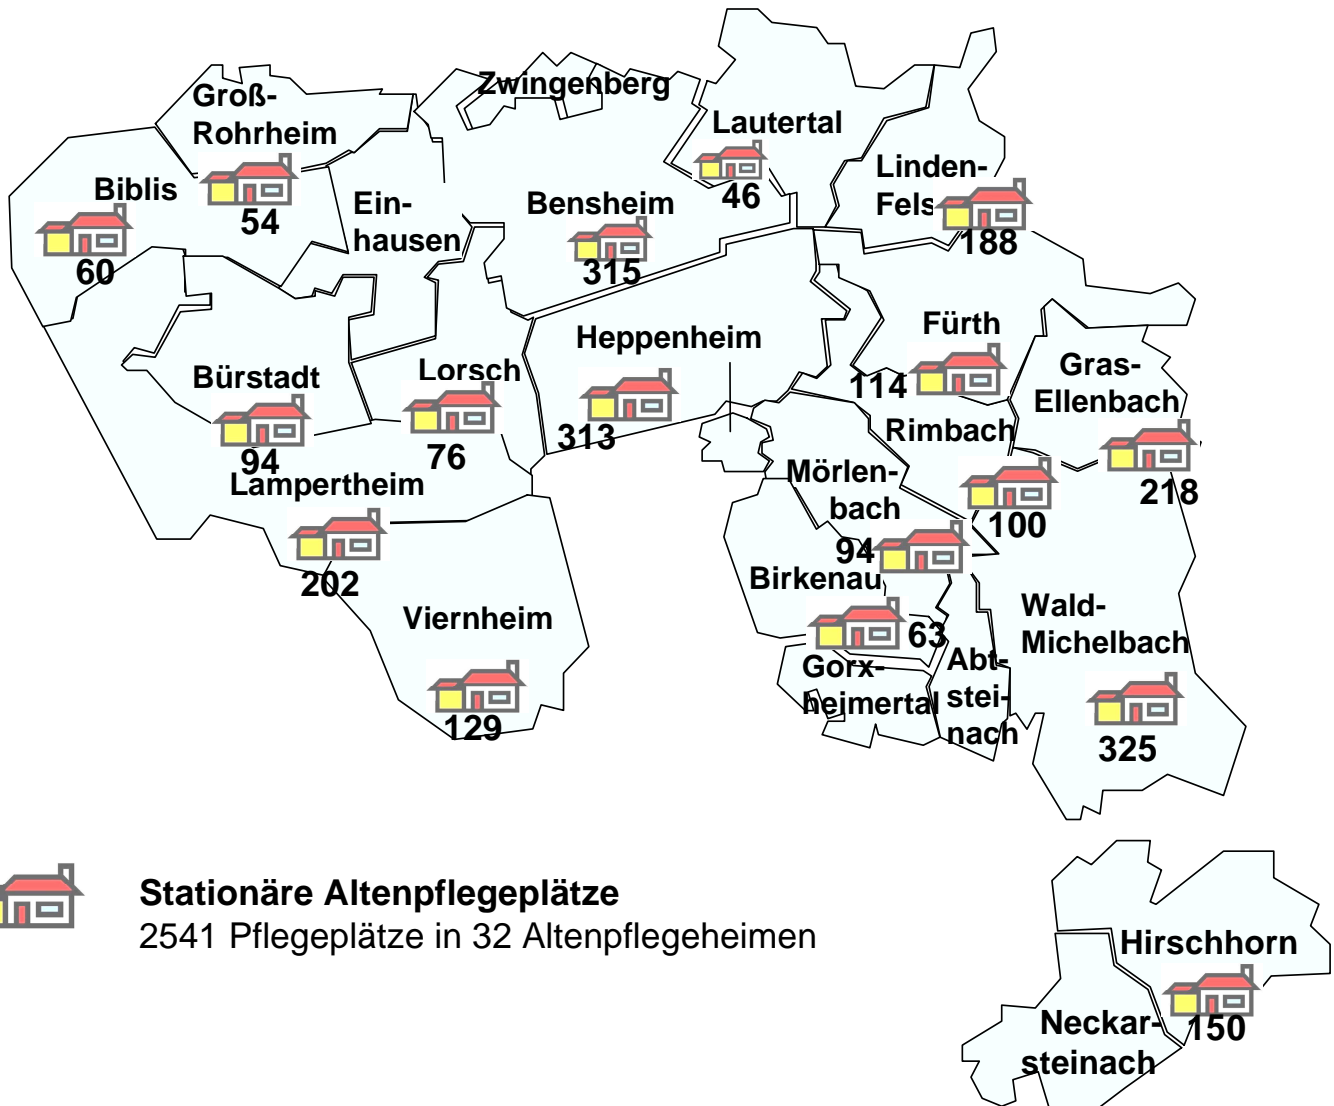 Zwingenberg
Groß-
Rohrheim
54
Lautertal
46
Linden-
Fels
188
Biblis
60
Ein-
hausen
Bensheim
315
Heppenheim
313
Fürth
114
Gras-
Ellenbach
218
Bürstadt
94
Lorsch
76
Rimbach
100
Lampertheim
202
Mörlen-
bach
94
Birkenau
63
Viernheim
129
Wald-
Michelbach
325
Gorx-
heimertal
Abt-
stei-
nach
Stationäre Altenpflegeplätze
2541 Pflegeplätze in 32 Altenpflegeheimen
Hirschhorn
150
Neckar-
steinach